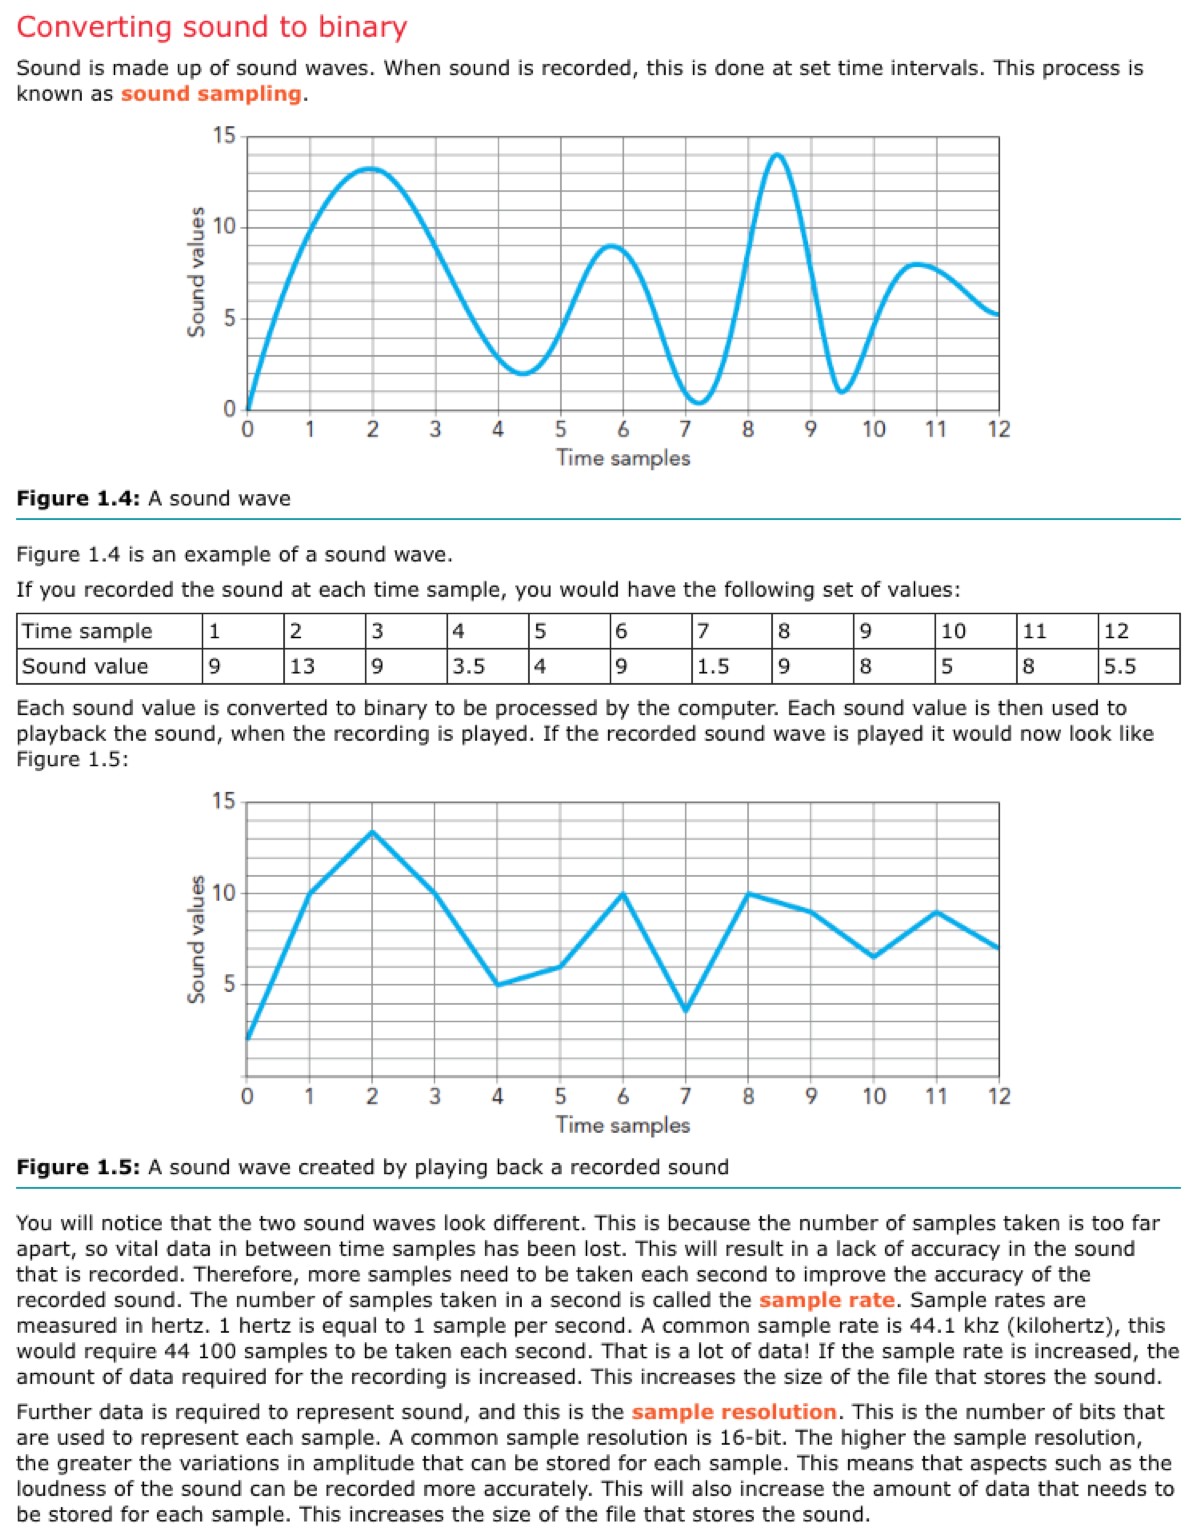 Converting sound to binary
Sound is made up of sound waves. When sound is recorded, this is done at set time intervals. This process is
known as sound sampling.
15
10
5
0
Sound values
0 1 2 3 4 5 6 7 8 9 10 11 12
Time samples
Figure 1.4: A sound wave
Figure 1.4 is an example of a sound wave.
If you recorded the sound at each time sample, you would have the following set of values:
Time sample 1 2 3 4 5 6 7 8 9 10 11 12
Sound value 9 13 9 3.5 4 9 1.5 9 8 5 8 5.5
Each sound value is converted to binary to be processed by the computer. Each sound value is then used to
playback the sound, when the recording is played. If the recorded sound wave is played it would now look like
Figure 1.5:
15
10
5
Sound values
0 1 2 3 4 5 6 7 8 9 10 11 12
Time samples
Figure 1.5: A sound wave created by playing back a recorded sound
You will notice that the two sound waves look different. This is because the number of samples taken is too far
apart, so vital data in between time samples has been lost. This will result in a lack of accuracy in the sound
that is recorded. Therefore, more samples need to be taken each second to improve the accuracy of the
recorded sound. The number of samples taken in a second is called the sample rate. Sample rates are
measured in hertz. 1 hertz is equal to 1 sample per second. A common sample rate is 44.1 khz (kilohertz), this
would require 44 100 samples to be taken each second. That is a lot of data! If the sample rate is increased, the
amount of data required for the recording is increased. This increases the size of the file that stores the sound.
Further data is required to represent sound, and this is the sample resolution. This is the number of bits that
are used to represent each sample. A common sample resolution is 16-bit. The higher the sample resolution,
the greater the variations in amplitude that can be stored for each sample. This means that aspects such as the
loudness of the sound can be recorded more accurately. This will also increase the amount of data that needs to
be stored for each sample. This increases the size of the file that stores the sound.